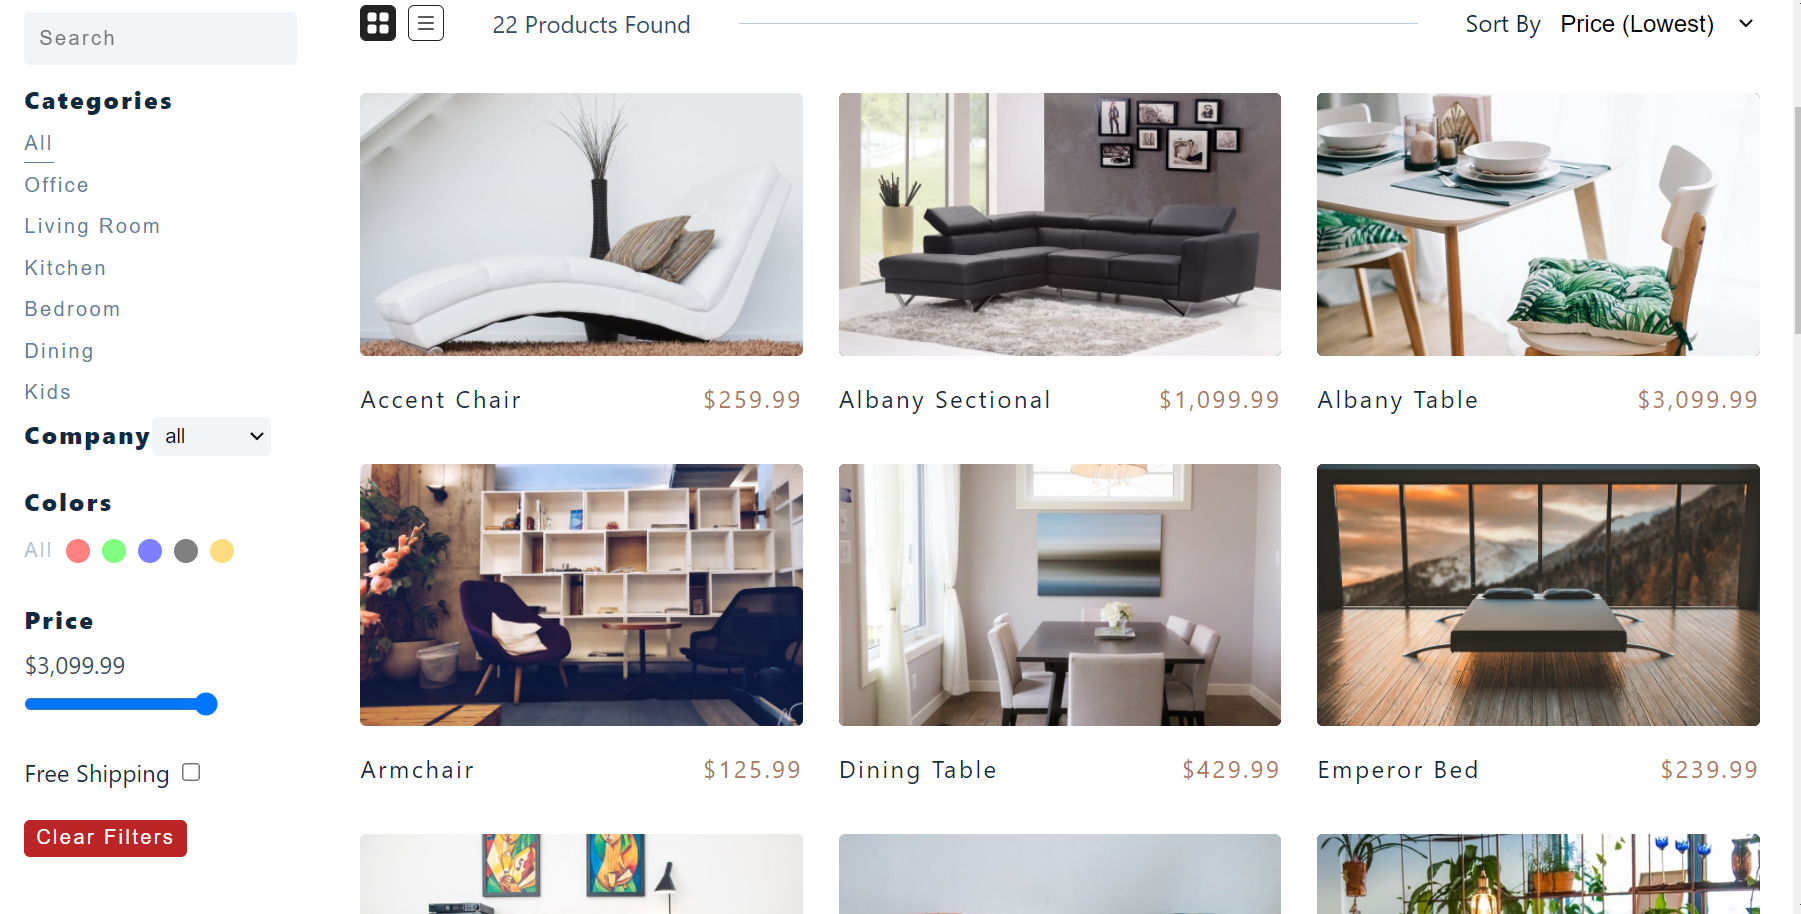 Search
Categories
All
Office
Living Room
Kitchen
Bedroom
Dining
Kids
Company all
Colors
All
Price
$3,099.99
Free Shipping
Clear Filters
22 Products Found
Sort By Price (Lowest)
Accent Chair $259.99
Albany Sectional $1,099.99
Albany Table $3,099.99
Armchair $125.99
Dining Table $429.99
Emperor Bed $239.99